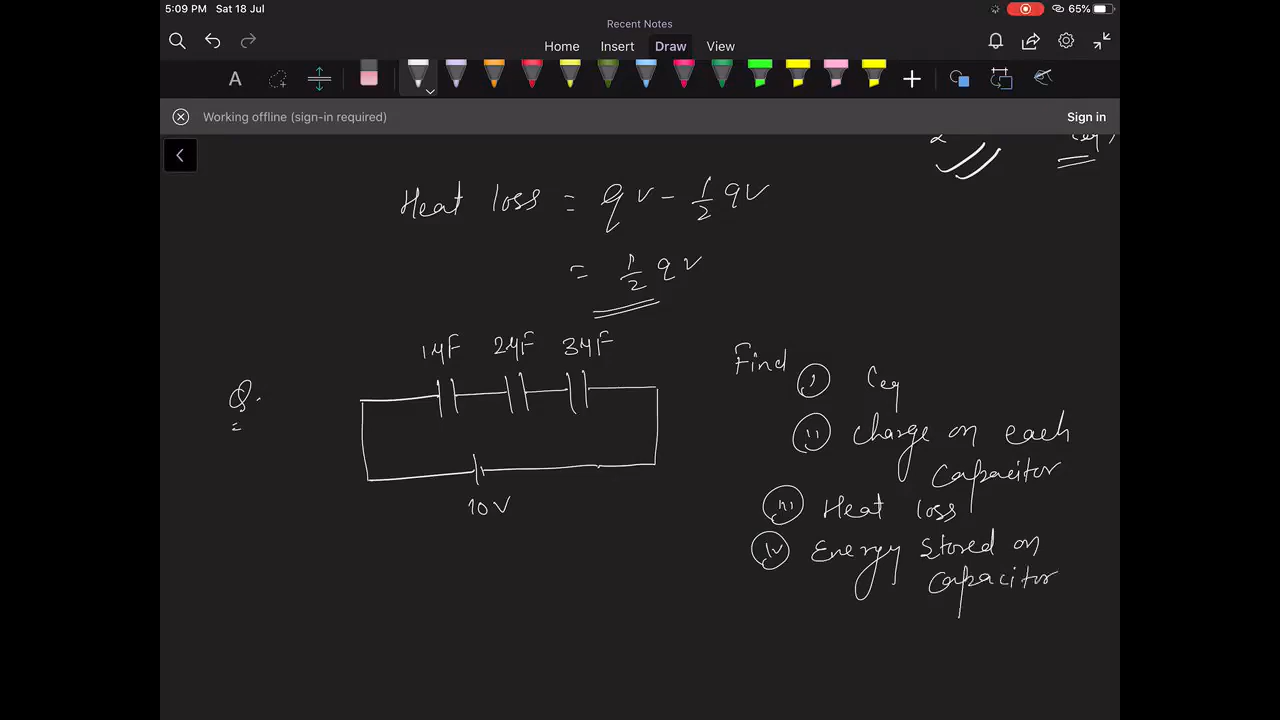 5:09 PM Sat 18 Jul
65%
Recent Notes
Home Insert Draw View
A
Working offline (sign-in required)
Sign in
Heat loss = qv - 1/2 qv
= 1/2 qv
1μF 2μF 3μF
Q.
10V
Find (i) Ceq
(ii) Charge on each
Capacitor
(iii) Heat loss
(iv) Energy stored on
Capacitor